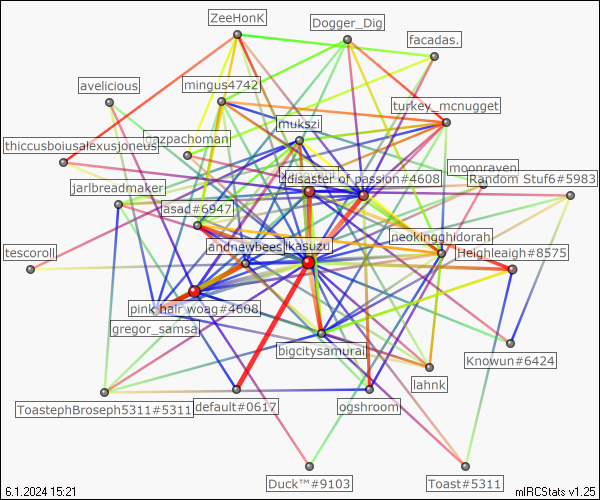 ZeeHonK
Dogger_Dig
facadas.
avelicious
mingus4742
turkey_mcnugget
mukszi
gazpachoman
thiccusboiusalexusjoneus
moonraven
disaster of passion#4608
Random Stuf6#5983
jarlbreadmaker
asad#6947
neokingghidorah
andnewbees
ikasuzu
Heighleaigh#8575
tescoroll
pink hair woag#4608
gregor_samsa
bigcitysamurai
Knowun#6424
lahnk
ToastephBroseph5311#5311
default#0617
ogshroom
Duck™#9103
Toast#5311
6.1.2024 15:21
mIRCStats v1.25